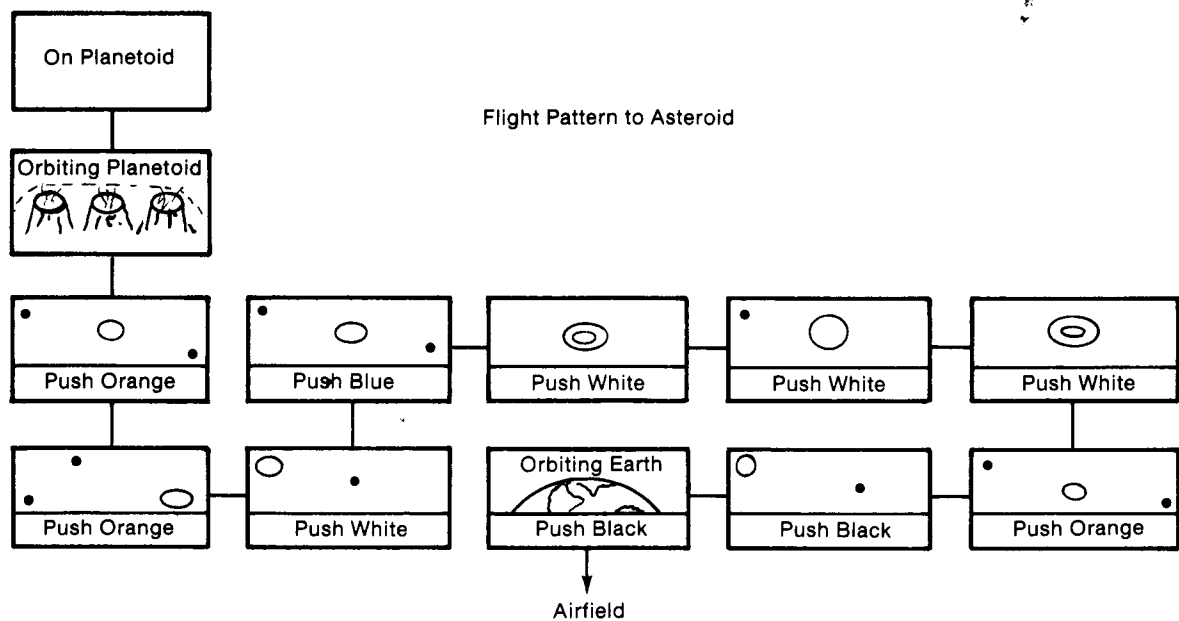 On Planetoid
Flight Pattern to Asteroid
Orbiting Planetoid
Push Orange
Push Blue
Push White
Push White
Push White
Push Orange
Push White
Orbiting Earth
Push Black
Push Black
Push Orange
Airfield